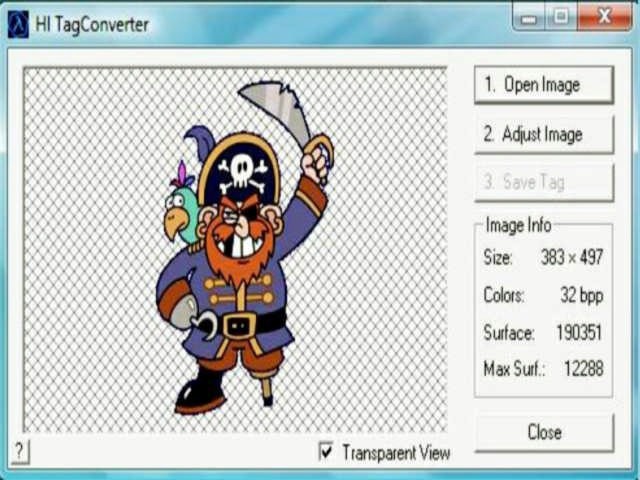 HI TagConverter
1. Open Image
2. Adjust Image
3. Save Tag
Image Info
Size: 383 × 497
Colors: 32 bpp
Surface: 190351
Max Surf.: 12288
Close
? Transparent View